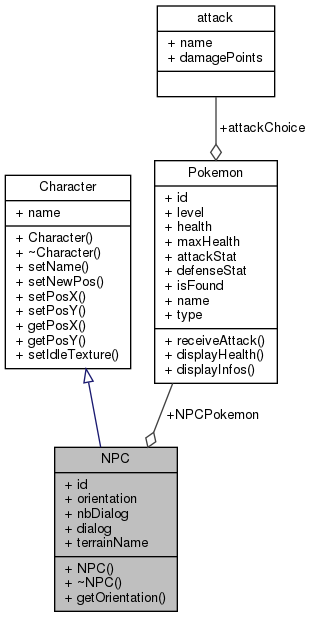 attack
+ name
+ damagePoints
+attackChoice
Character
+ name
+ Character()
+ ~Character()
+ setName()
+ setNewPos()
+ setPosX()
+ setPosY()
+ getPosX()
+ getPosY()
+ setIdleTexture()
Pokemon
+ id
+ level
+ health
+ maxHealth
+ attackStat
+ defenseStat
+ isFound
+ name
+ type
+ receiveAttack()
+ displayHealth()
+ displayInfos()
+NPCPokemon
NPC
+ id
+ orientation
+ nbDialog
+ dialog
+ terrainName
+ NPC()
+ ~NPC()
+ getOrientation()